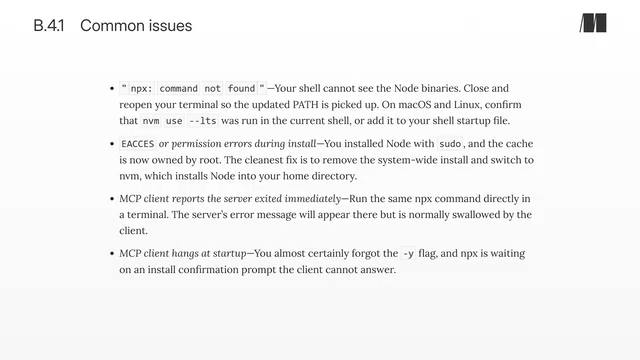 B.4.1 Common issues
• "npx: command not found"—Your shell cannot see the Node binaries. Close and
reopen your terminal so the updated PATH is picked up. On macOS and Linux, confirm
that nvm use --lts was run in the current shell, or add it to your shell startup file.
• EACCES or permission errors during install—You installed Node with sudo, and the cache
is now owned by root. The cleanest fix is to remove the system-wide install and switch to
nvm, which installs Node into your home directory.
• MCP client reports the server exited immediately—Run the same npx command directly in
a terminal. The server's error message will appear there but is normally swallowed by the
client.
• MCP client hangs at startup—You almost certainly forgot the -y flag, and npx is waiting
on an install confirmation prompt the client cannot answer.